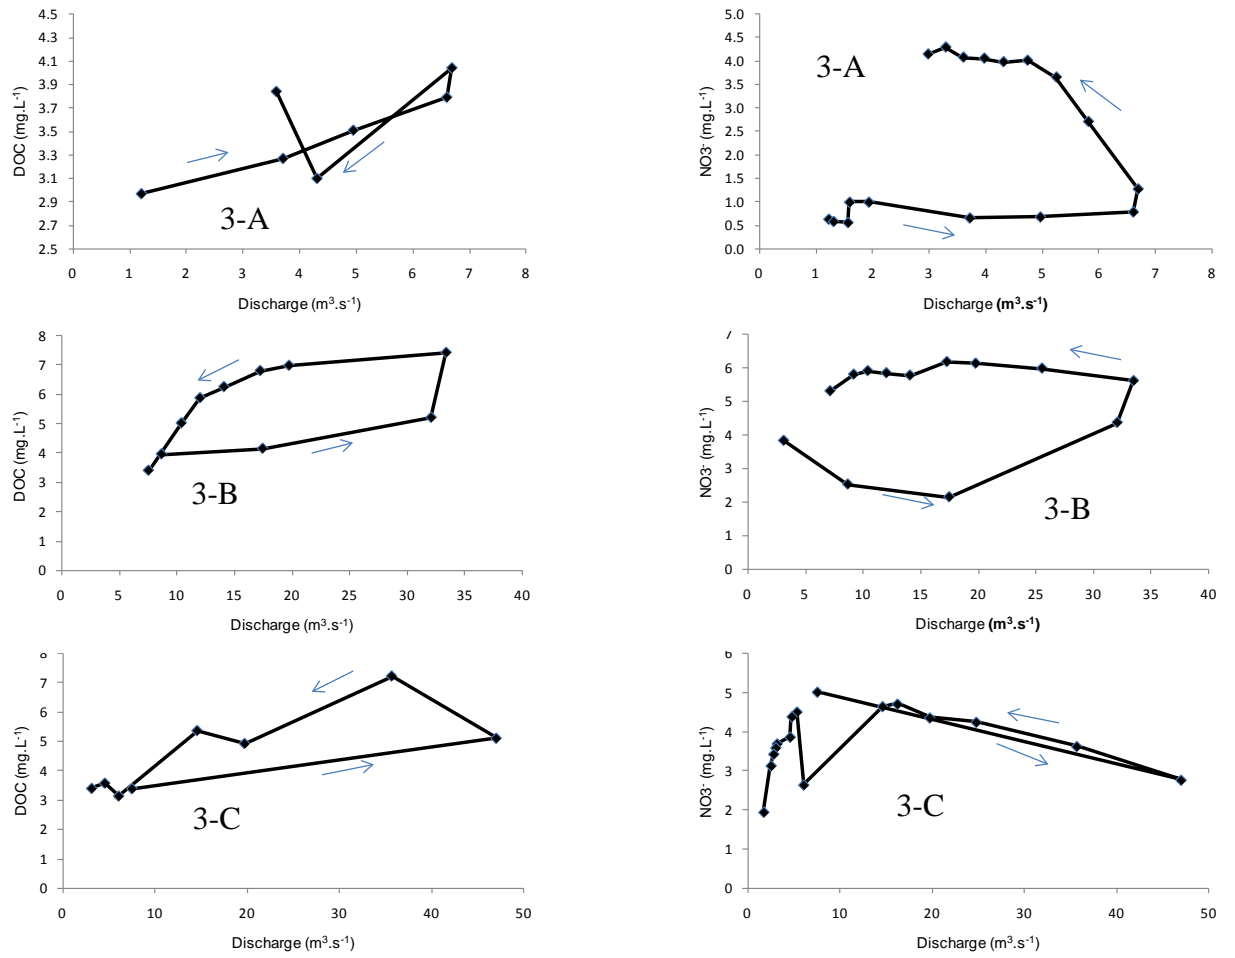 4.5
4.3
4.1
3.9
3.7
3.5
3.3
3.1
2.9
2.7
2.5
DOC (mg.L⁻¹)
3-A
0 1 2 3 4 5 6 7 8
Discharge (m³.s⁻¹)
5.0
4.5
4.0
3.5
3.0
2.5
2.0
1.5
1.0
0.5
0.0
NO3⁻ (mg.L⁻¹)
3-A
0 1 2 3 4 5 6 7 8
Discharge (m³.s⁻¹)
8
7
6
5
4
3
2
1
0
DOC (mg.L⁻¹)
3-B
0 5 10 15 20 25 30 35 40
Discharge (m³.s⁻¹)
7
6
5
4
3
2
1
0
NO3⁻ (mg.L⁻¹)
3-B
0 5 10 15 20 25 30 35 40
Discharge (m³.s⁻¹)
8
7
6
5
4
3
2
1
0
DOC (mg.L⁻¹)
3-C
0 10 20 30 40 50
Discharge (m³.s⁻¹)
6
5
4
3
2
1
0
NO3⁻ (mg.L⁻¹)
3-C
0 10 20 30 40 50
Discharge (m³.s⁻¹)